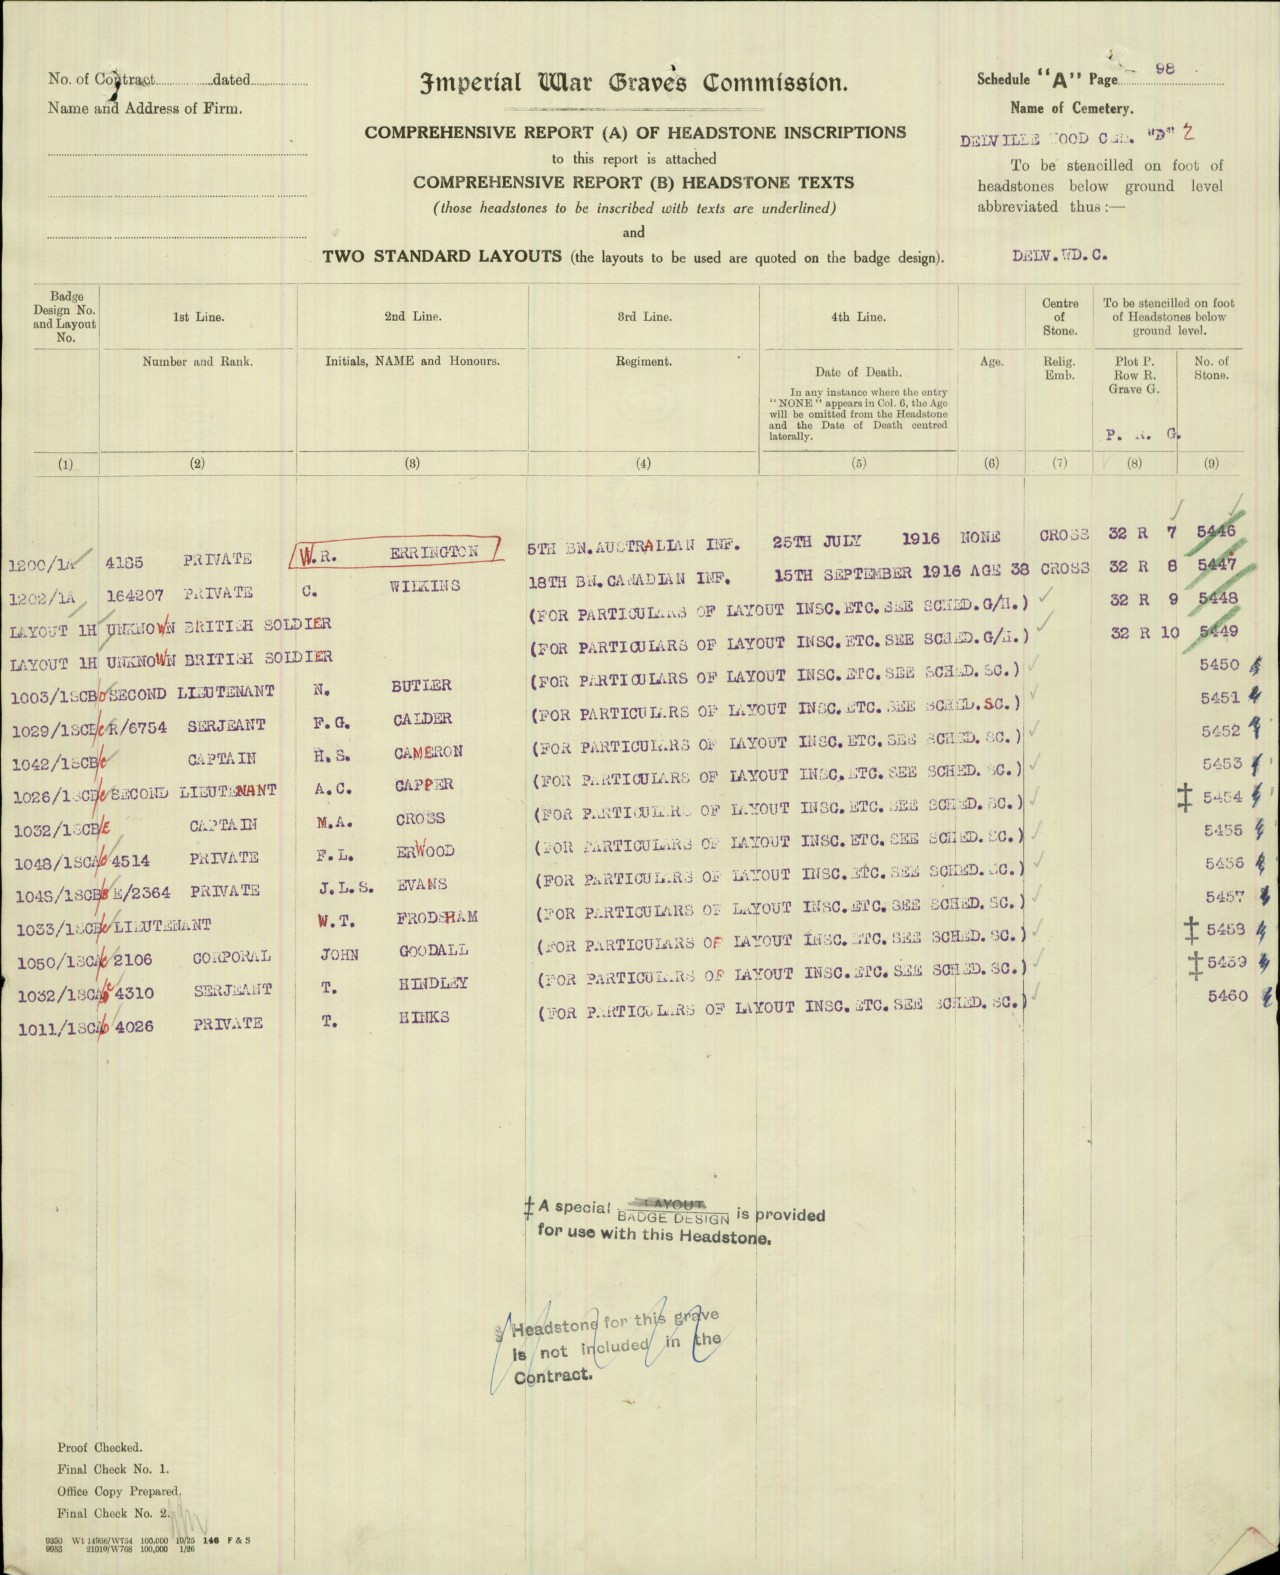 No. of Contract..................dated..................
Name and Address of Firm.
Imperial War Graves Commission.
COMPREHENSIVE REPORT (A) OF HEADSTONE INSCRIPTIONS
to this report is attached
COMPREHENSIVE REPORT (B) HEADSTONE TEXTS
(those headstones to be inscribed with texts are underlined)
and
TWO STANDARD LAYOUTS (the layouts to be used are quoted on the badge design).
Schedule "A" Page 98
Name of Cemetery.
DELVILLE WOOD CEM. "D" 2
To be stencilled on foot of
headstones below ground level
abbreviated thus :—
DELV.WD.C.
Badge Design No. and Layout No.
1st Line.
2nd Line.
3rd Line.
4th Line.
Centre of Stone.
To be stencilled on foot of Headstones below ground level.
Number and Rank.
Initials, NAME and Honours.
Regiment.
Date of Death.
In any instance where the entry "NONE" appears in Col. 6, the Age will be omitted from the Headstone and the Date of Death centred laterally.
Age.
Relig. Emb.
Plot P. Row R. Grave G.
No. of Stone.
P. R. G.
(1) (2) (3) (4) (5) (6) (7) (8) (9)
1200/1A 4185 PRIVATE W.R. ERRINGTON 5TH BN.AUSTRALIAN INF. 25TH JULY 1916 NONE CROSS 32 R 7 5446
1202/1A 164207 PRIVATE C. WILKINS 18TH BN.CANADIAN INF. 15TH SEPTEMBER 1916 AGE 38 CROSS 32 R 8 5447
LAYOUT 1H UNKNOWN BRITISH SOLDIER (FOR PARTICULARS OF LAYOUT INSC.ETC.SEE SCHED.G/H.) 32 R 9 5448
LAYOUT 1H UNKNOWN BRITISH SOLDIER (FOR PARTICULARS OF LAYOUT INSC.ETC.SEE SCHED.G/H.) 32 R 10 5449
1003/1SCB/ SECOND LIEUTENANT N. BUTLER (FOR PARTICULARS OF LAYOUT INSC.ETC.SEE SCHED.SC.) 5450
1029/1SCB/c R/6754 SERJEANT F.G. CALDER (FOR PARTICULARS OF LAYOUT INSC.ETC.SEE SCHED.SC.) 5451
1042/1SCB/c CAPTAIN H.S. CAMERON (FOR PARTICULARS OF LAYOUT INSC.ETC.SEE SCHED.SC.) 5452
1026/1SCB/c SECOND LIEUTENANT A.C. CAPPER (FOR PARTICULARS OF LAYOUT INSC.ETC.SEE SCHED.SC.) 5453
1032/1SCB/c CAPTAIN M.A. CROSS (FOR PARTICULARS OF LAYOUT INSC.ETC.SEE SCHED.SC.) ‡ 5454
1048/1SCA/ 4514 PRIVATE F.L. ERWOOD (FOR PARTICULARS OF LAYOUT INSC.ETC.SEE SCHED.SC.) 5455
1048/1SCB/ E/2364 PRIVATE J.L.S. EVANS (FOR PARTICULARS OF LAYOUT INSC.ETC.SEE SCHED.SC.) 5456
1033/1SCB/c LIEUTENANT W.T. FRODSHAM (FOR PARTICULARS OF LAYOUT INSC.ETC.SEE SCHED.SC.) 5457
1050/1SCA/c 2106 CORPORAL JOHN GOODALL (FOR PARTICULARS OF LAYOUT INSC.ETC.SEE SCHED.SC.) ‡ 5458
1032/1SCA/c 4310 SERJEANT T. HINDLEY (FOR PARTICULARS OF LAYOUT INSC.ETC.SEE SCHED.SC.) ‡ 5459
1011/1SCA/ 4026 PRIVATE T. HINKS (FOR PARTICULARS OF LAYOUT INSC.ETC.SEE SCHED.SC.) 5460
‡ A special LAYOUT BADGE DESIGN is provided
for use with this Headstone.
§ Headstone for this grave
is not included in the
Contract.
Proof Checked.
Final Check No. 1.
Office Copy Prepared.
Final Check No. 2.
9350 Wt 14956/W754 100,000 10/25 146 F & S
9953 21010/W768 100,000 1/26